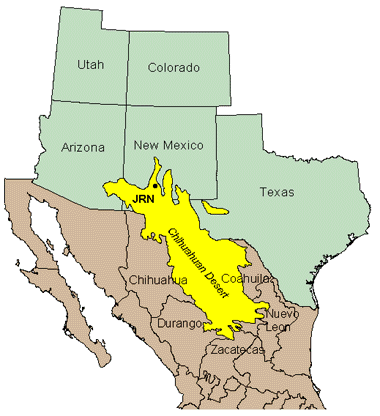 Utah
Colorado
Arizona
New Mexico
Texas
JRN
Chihuahuan Desert
Chihuahua
Coahuila
Durango
Nuevo
Leon
Zacatecas